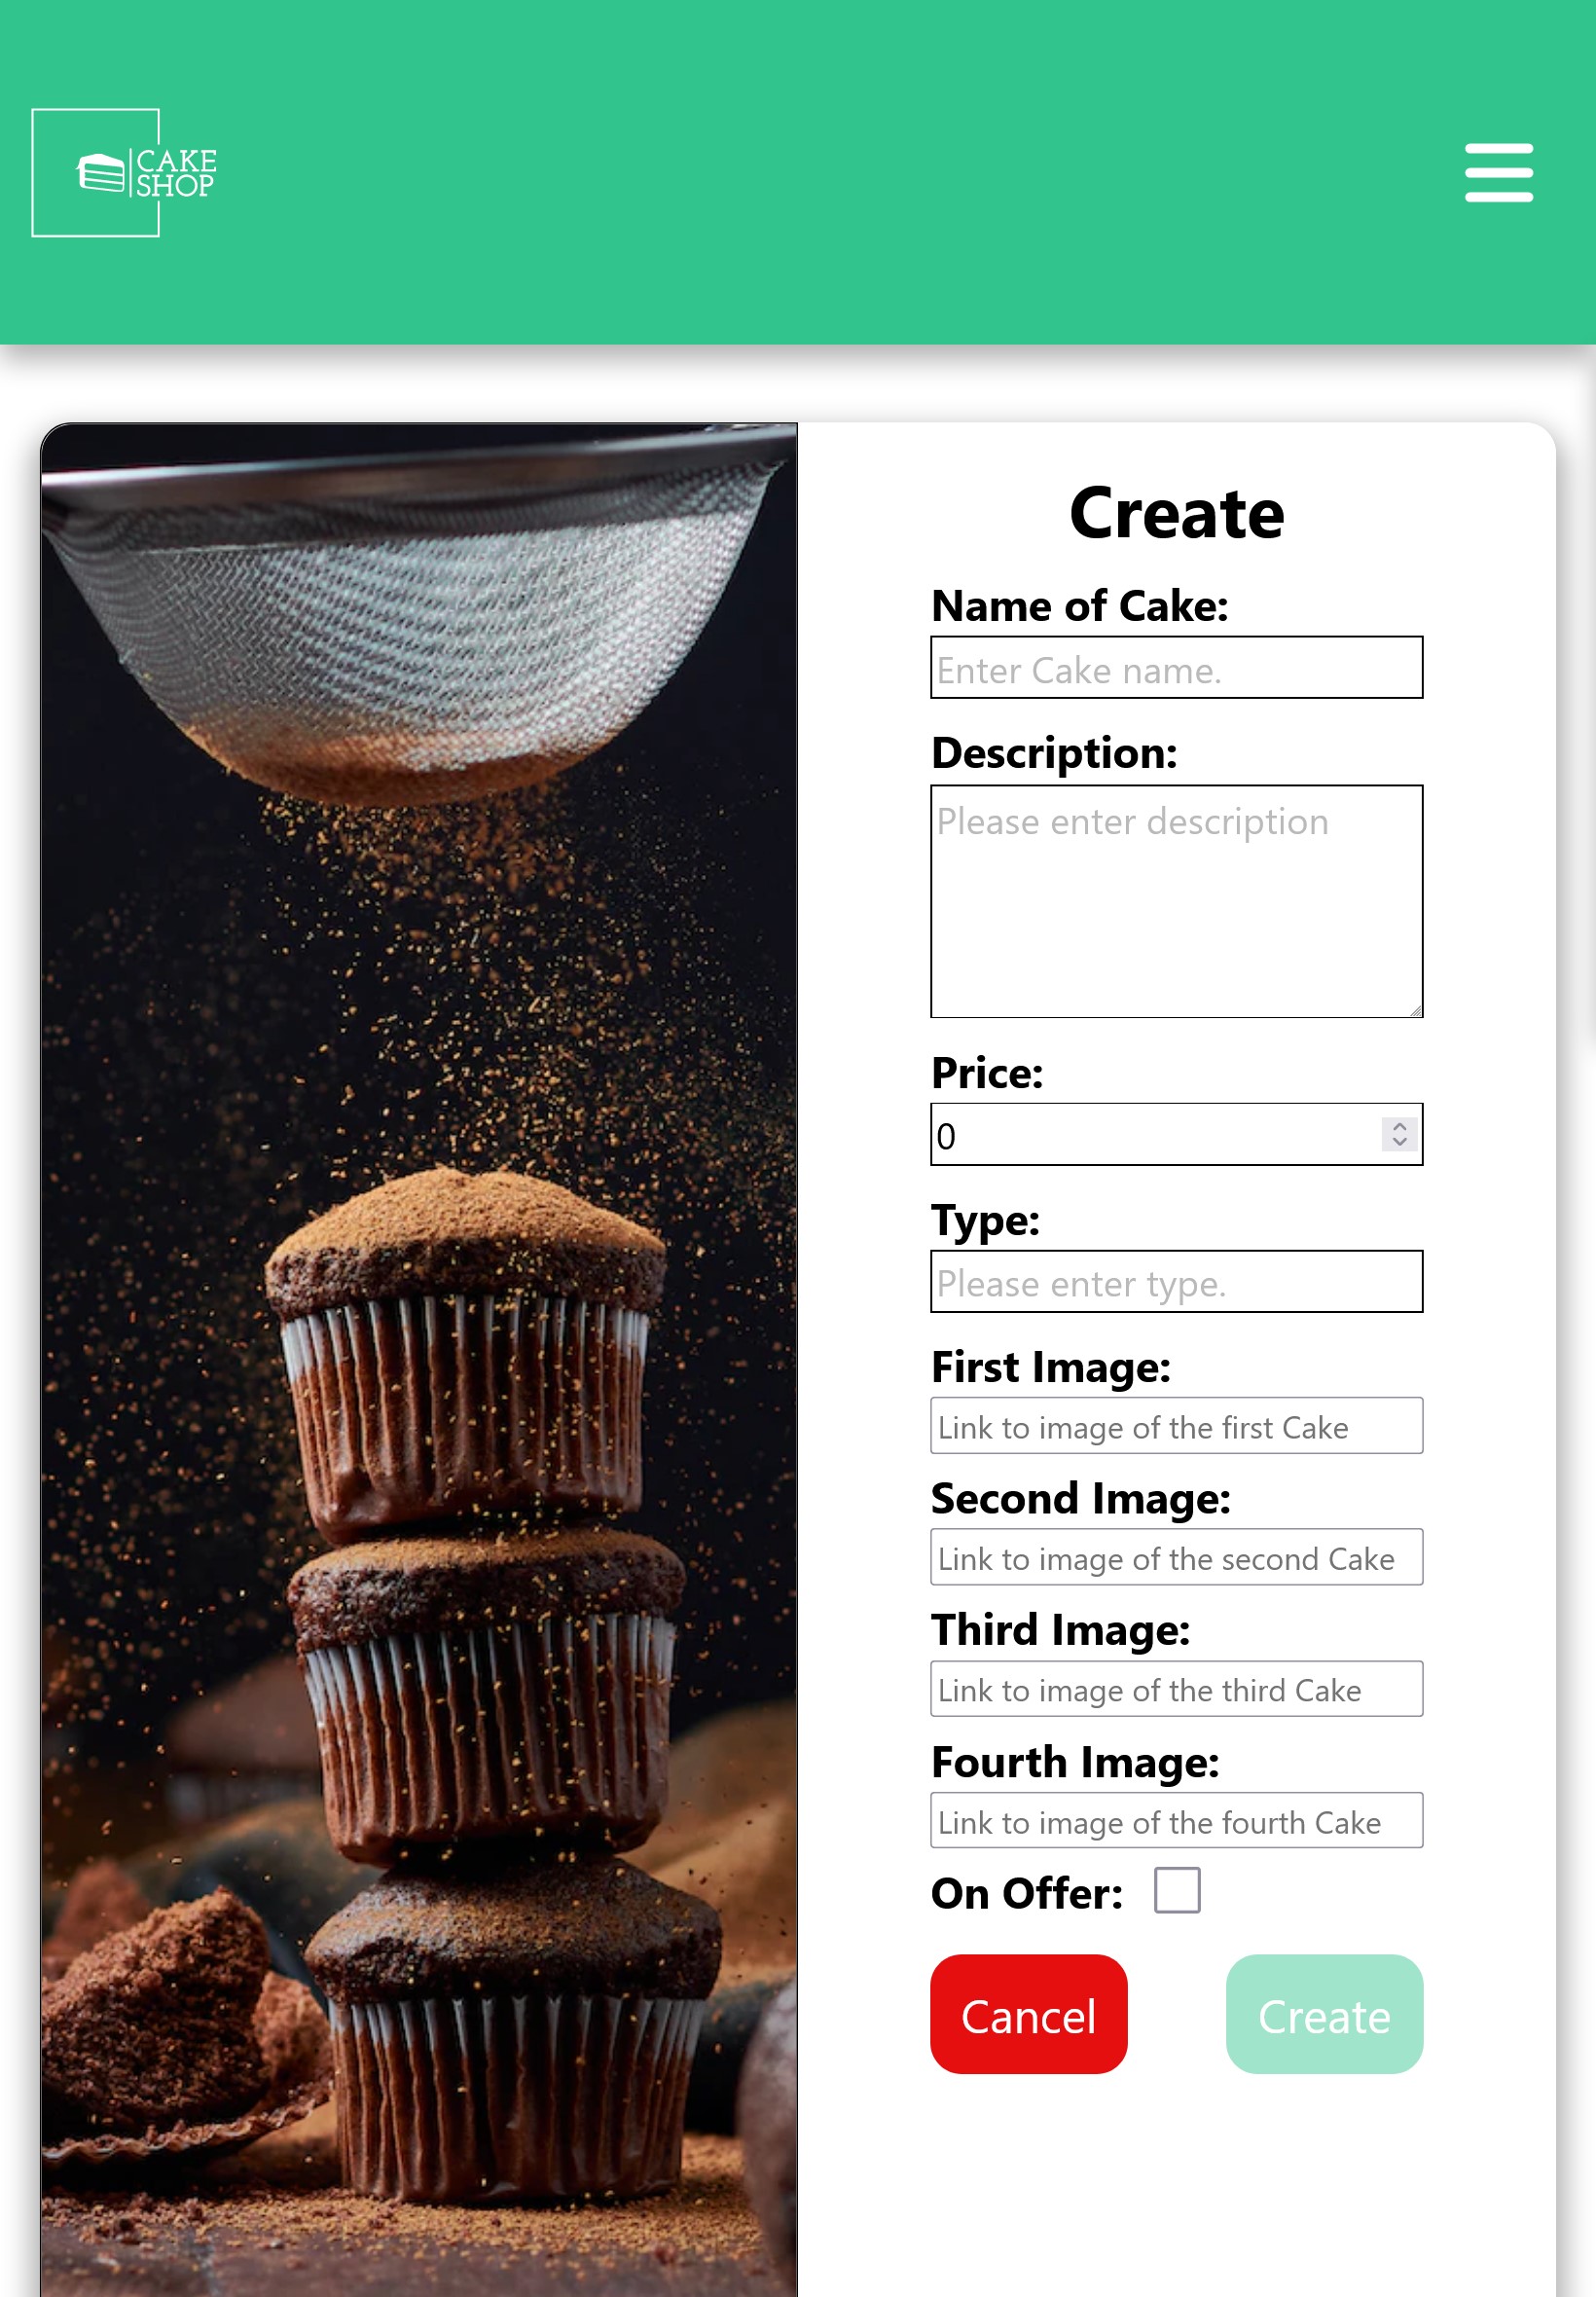 CAKE
SHOP
Create
Name of Cake:
Enter Cake name.
Description:
Please enter description
Price:
0
Type:
Please enter type.
First Image:
Link to image of the first Cake
Second Image:
Link to image of the second Cake
Third Image:
Link to image of the third Cake
Fourth Image:
Link to image of the fourth Cake
On Offer:
Cancel Create